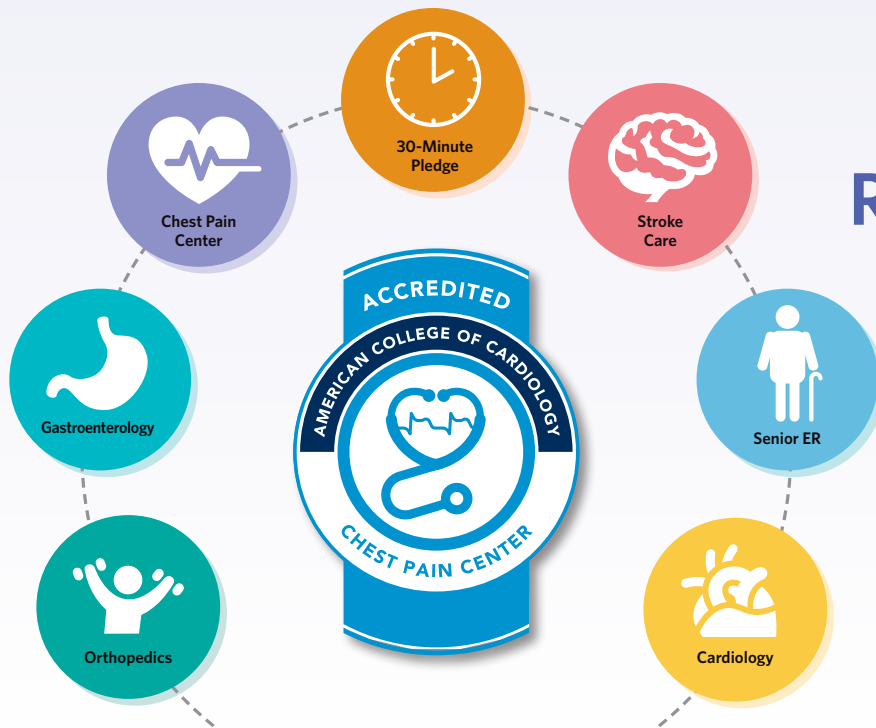 30-Minute
Pledge
Chest Pain
Center
Stroke
Care
ACCREDITED
AMERICAN COLLEGE OF CARDIOLOGY
CHEST PAIN CENTER
Gastroenterology
Senior ER
Orthopedics
Cardiology